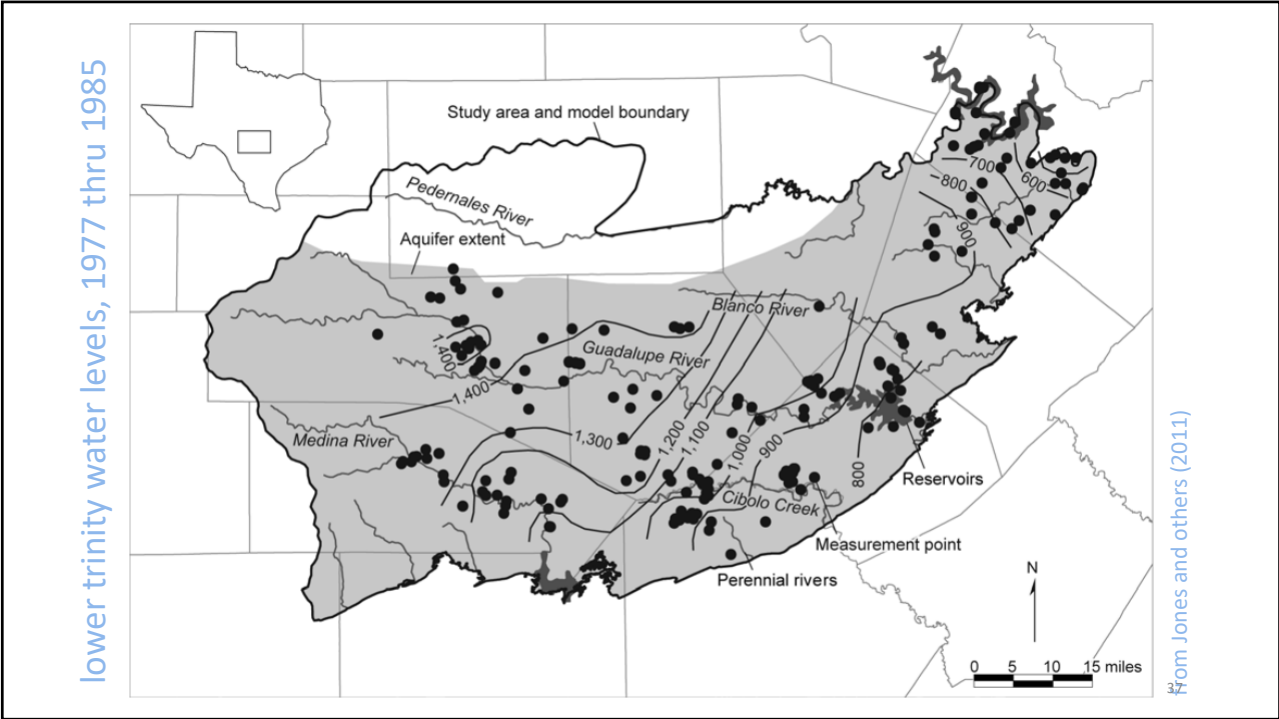 lower trinity water levels, 1977 thru 1985
Study area and model boundary
Pedernales River
Aquifer extent
700
800
600
900
Blanco River
1,400
Guadalupe River
1,400
Medina River
1,300
1,200
1,100
1,000
900
800
Reservoirs
Cibolo Creek
Measurement point
Perennial rivers
N
0 5 10 15 miles
37
from Jones and others (2011)